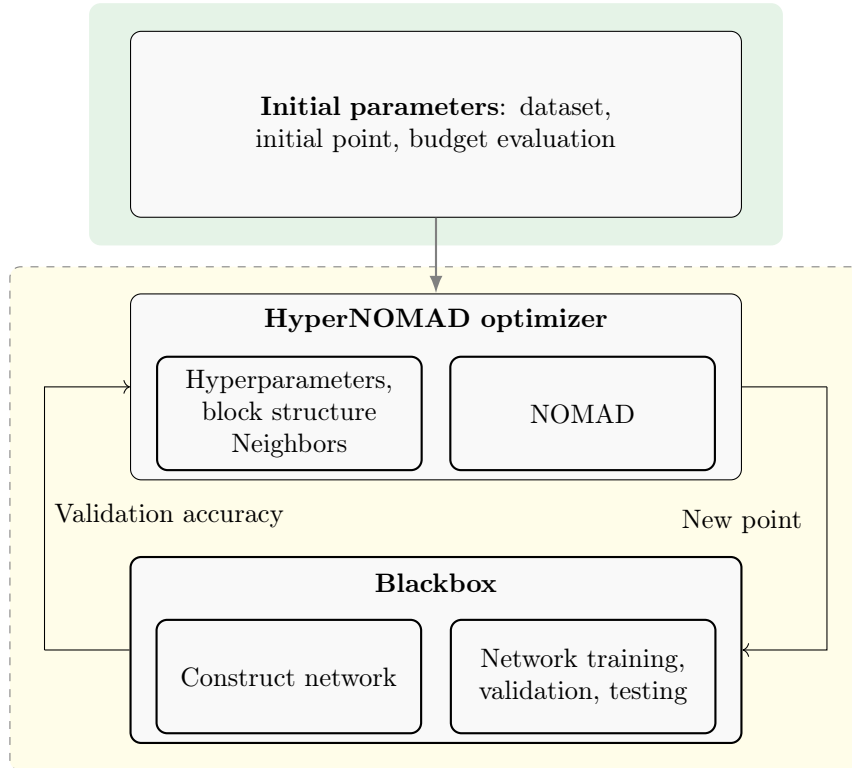 Initial parameters: dataset,
initial point, budget evaluation
HyperNOMAD optimizer
Hyperparameters,
block structure
Neighbors
NOMAD
Validation accuracy
New point
Blackbox
Construct network
Network training,
validation, testing